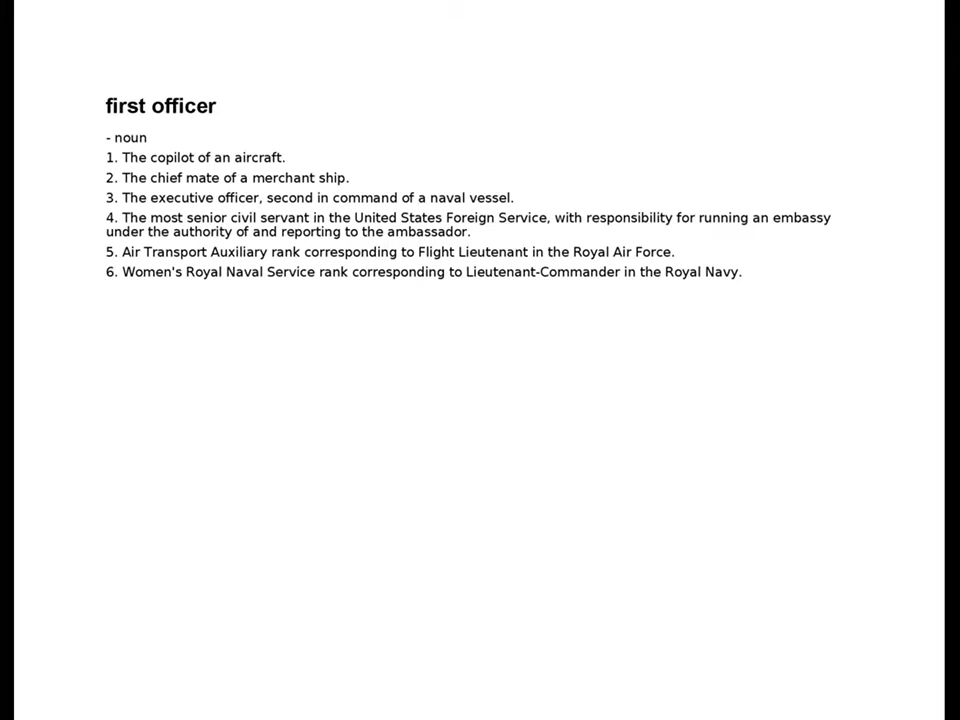 first officer
- noun
1. The copilot of an aircraft.
2. The chief mate of a merchant ship.
3. The executive officer, second in command of a naval vessel.
4. The most senior civil servant in the United States Foreign Service, with responsibility for running an embassy
under the authority of and reporting to the ambassador.
5. Air Transport Auxiliary rank corresponding to Flight Lieutenant in the Royal Air Force.
6. Women's Royal Naval Service rank corresponding to Lieutenant-Commander in the Royal Navy.